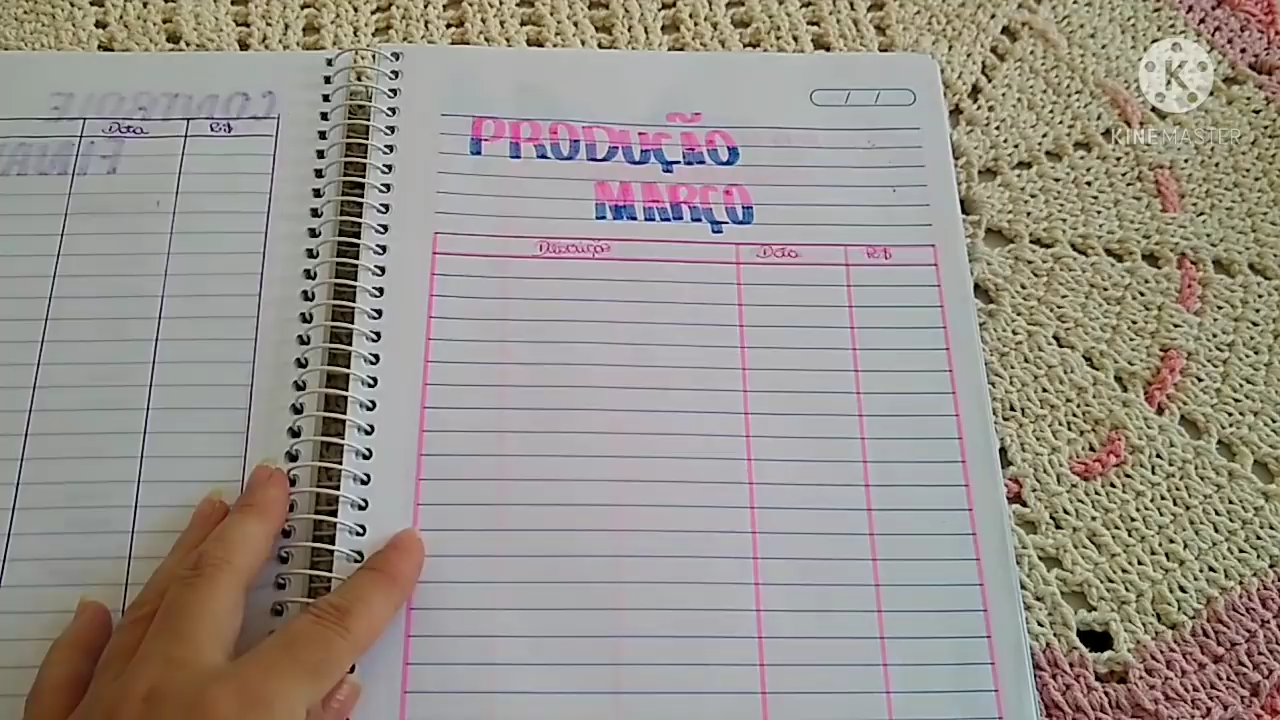 Data R$
PRODUÇÃO
MARÇO
Descrição Data R$
K
KINEMASTER